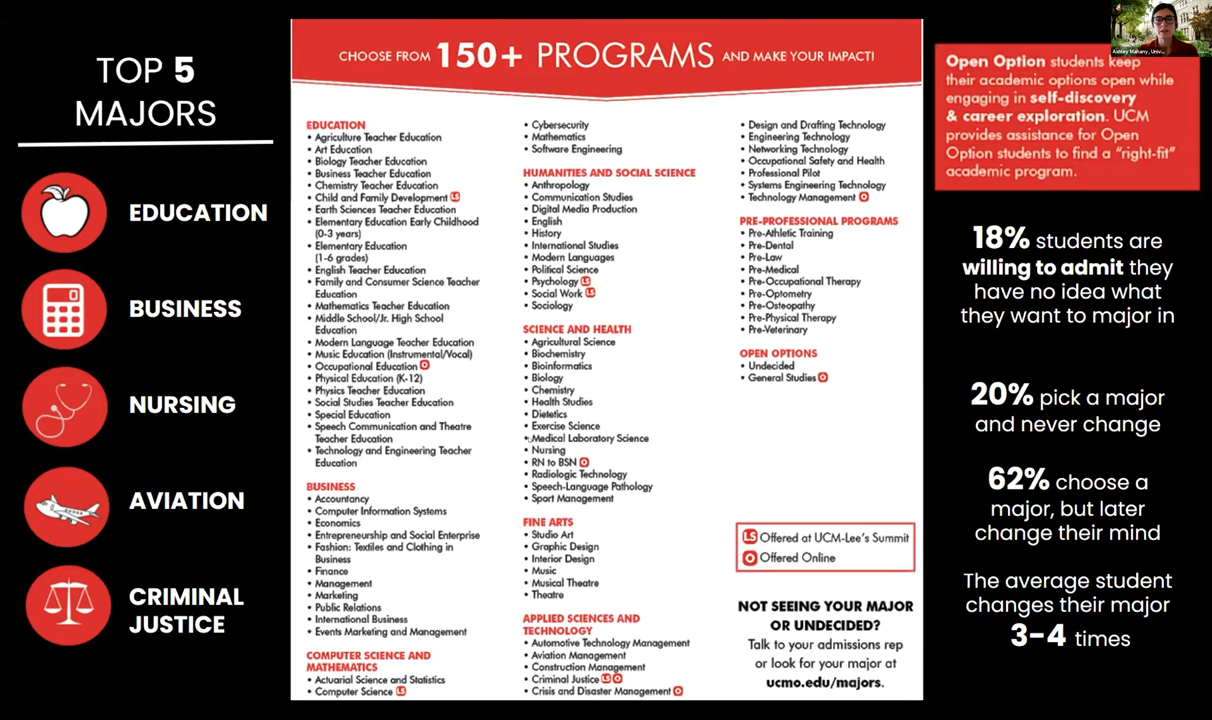 TOP 5
MAJORS
EDUCATION
BUSINESS
NURSING
AVIATION
CRIMINAL
JUSTICE
CHOOSE FROM 150+ PROGRAMS AND MAKE YOUR IMPACT!
EDUCATION
• Agriculture Teacher Education
• Art Education
• Biology Teacher Education
• Business Teacher Education
• Chemistry Teacher Education
• Child and Family Development LS
• Earth Sciences Teacher Education
• Elementary Education Early Childhood
(0-3 years)
• Elementary Education
(1-6 grades)
• English Teacher Education
• Family and Consumer Science Teacher
Education
• Mathematics Teacher Education
• Middle School/Jr. High School
Education
• Modern Language Teacher Education
• Music Education (Instrumental/Vocal)
• Occupational Education O
• Physical Education (K-12)
• Physics Teacher Education
• Social Studies Teacher Education
• Special Education
• Speech Communication and Theatre
Teacher Education
• Technology and Engineering Teacher
Education
BUSINESS
• Accountancy
• Computer Information Systems
• Economics
• Entrepreneurship and Social Enterprise
• Fashion: Textiles and Clothing in
Business
• Finance
• Management
• Marketing
• Public Relations
• International Business
• Events Marketing and Management
COMPUTER SCIENCE AND
MATHEMATICS
• Actuarial Science and Statistics
• Computer Science LS
• Cybersecurity
• Mathematics
• Software Engineering
HUMANITIES AND SOCIAL SCIENCE
• Anthropology
• Communication Studies
• Digital Media Production
• English
• History
• International Studies
• Modern Languages
• Political Science
• Psychology LS
• Social Work LS
• Sociology
SCIENCE AND HEALTH
• Agricultural Science
• Biochemistry
• Bioinformatics
• Biology
• Chemistry
• Health Studies
• Dietetics
• Exercise Science
• Medical Laboratory Science
• Nursing
• RN to BSN O
• Radiologic Technology
• Speech-Language Pathology
• Sport Management
FINE ARTS
• Studio Art
• Graphic Design
• Interior Design
• Music
• Musical Theatre
• Theatre
APPLIED SCIENCES AND
TECHNOLOGY
• Automotive Technology Management
• Aviation Management
• Construction Management
• Criminal Justice LS O
• Crisis and Disaster Management O
• Design and Drafting Technology
• Engineering Technology
• Networking Technology
• Occupational Safety and Health
• Professional Pilot
• Systems Engineering Technology
• Technology Management O
PRE-PROFESSIONAL PROGRAMS
• Pre-Athletic Training
• Pre-Dental
• Pre-Law
• Pre-Medical
• Pre-Occupational Therapy
• Pre-Optometry
• Pre-Osteopathy
• Pre-Physical Therapy
• Pre-Veterinary
OPEN OPTIONS
• Undecided
• General Studies O
LS Offered at UCM-Lee's Summit
O Offered Online
NOT SEEING YOUR MAJOR
OR UNDECIDED?
Talk to your admissions rep
or look for your major at
ucmo.edu/majors.
Ashley Mahany, Univ...
Open Option students keep
their academic options open while
engaging in self-discovery
& career exploration. UCM
provides assistance for Open
Option students to find a "right-fit"
academic program.
18% students are
willing to admit they
have no idea what
they want to major in
20% pick a major
and never change
62% choose a
major, but later
change their mind
The average student
changes their major
3-4 times